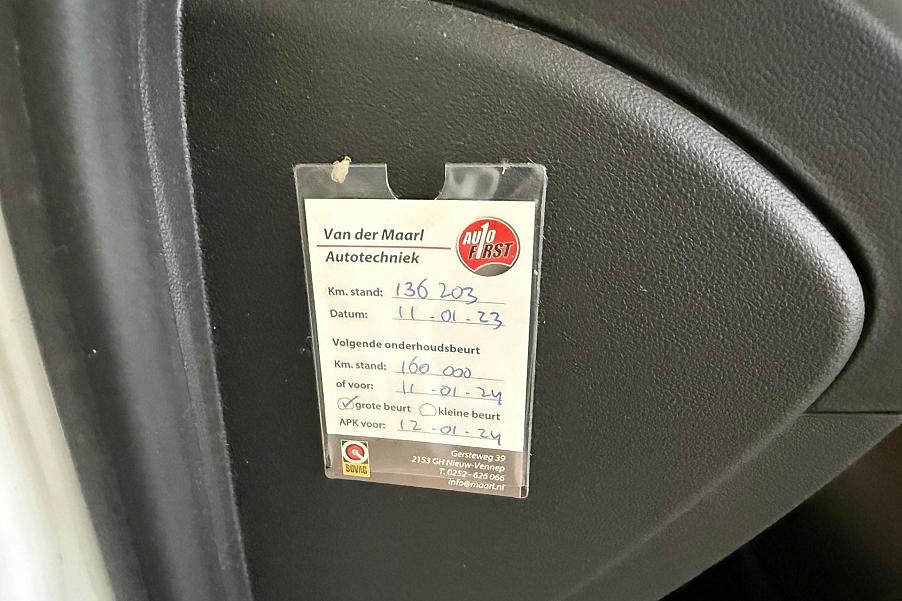 Van der Maarl
Autotechniek
AUTO
FIRST
Km. stand: 136 203
Datum: 11-01-23
Volgende onderhoudsbeurt
Km. stand: 160 000
of voor: 11-01-24
grote beurt kleine beurt
APK voor: 12-01-24
BOVAG
Gersteweg 39
2153 GH Nieuw-Vennep
T. 0252-626 066
info@maarl.nl